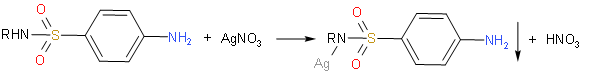 O
RHN S NH₂ + AgNO₃ O RN S NH₂ + HNO₃
O
Ag O